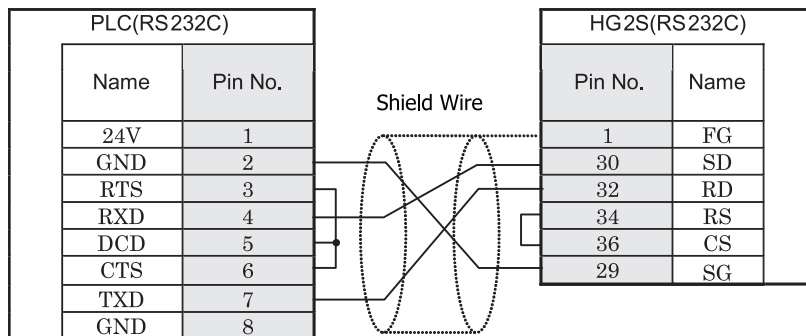 PLC(RS232C)
HG2S(RS232C)
Name Pin No.
Pin No. Name
Shield Wire
24V 1 1 FG
GND 2 30 SD
RTS 3 32 RD
RXD 4 34 RS
DCD 5 36 CS
CTS 6 29 SG
TXD 7
GND 8